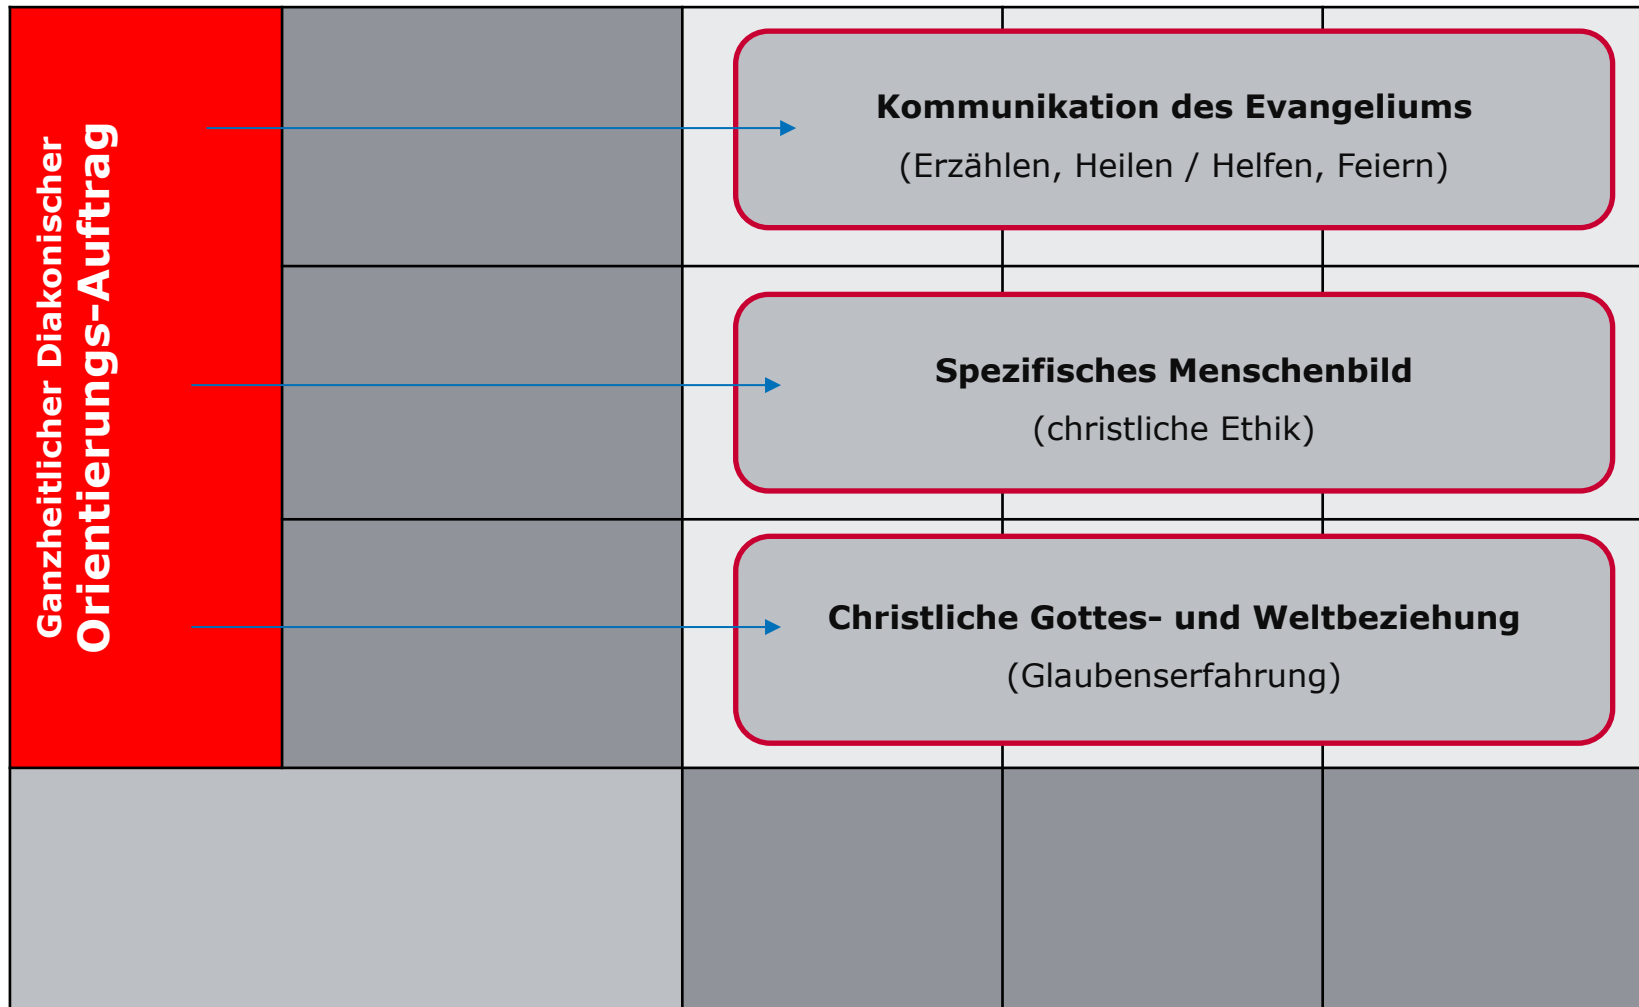 Ganzheitlicher Diakonischer
Orientierungs-Auftrag
Kommunikation des Evangeliums
(Erzählen, Heilen / Helfen, Feiern)
Spezifisches Menschenbild
(christliche Ethik)
Christliche Gottes- und Weltbeziehung
(Glaubenserfahrung)